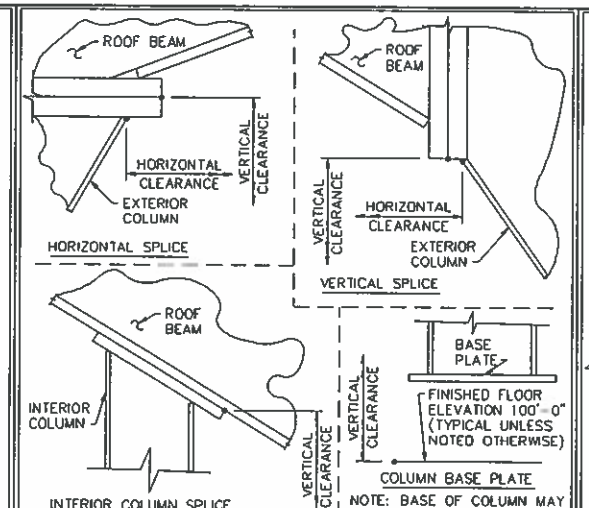 ROOF BEAM
VERTICAL
CLEARANCE
HORIZONTAL
CLEARANCE
EXTERIOR
COLUMN
HORIZONTAL SPLICE
ROOF
BEAM
VERTICAL
CLEARANCE
HORIZONTAL
CLEARANCE
EXTERIOR
COLUMN
VERTICAL SPLICE
ROOF
BEAM
INTERIOR
COLUMN
VERTICAL
CLEARANCE
INTERIOR COLUMN SPLICE
BASE
PLATE
VERTICAL
CLEARANCE
FINISHED FLOOR
ELEVATION 100'-0"
(TYPICAL UNLESS
NOTED OTHERWISE)
COLUMN BASE PLATE
NOTE: BASE OF COLUMN MAY